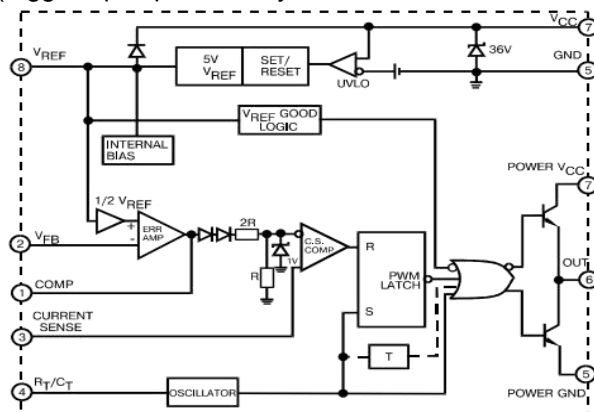 VCC
7
8
VREF
5V
VREF
SET/
RESET
UVLO
36V
GND
5
VREF GOOD
LOGIC
INTERNAL
BIAS
POWER VCC
7
1/2 VREF
2
VFB
+
-
ERR
AMP
2R
R
1V
C.S.
COMP
R
PWM
LATCH
S
OUT
6
1
COMP
CURRENT
SENSE
3
T
4
RT/CT
OSCILLATOR
5
POWER GND